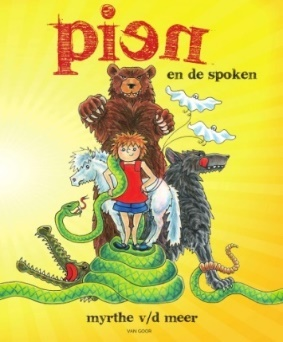 pien
en de spoken
myrthe v/d meer
VAN GOOR